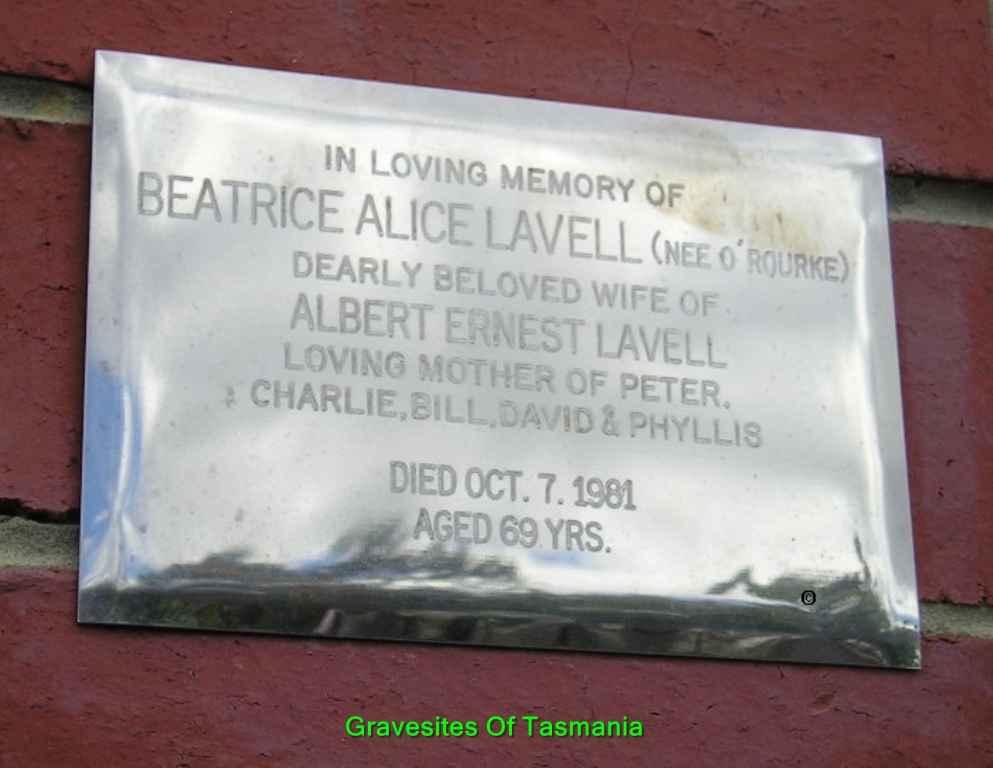 IN LOVING MEMORY OF
BEATRICE ALICE LAVELL (NEE O'ROURKE)
DEARLY BELOVED WIFE OF
ALBERT ERNEST LAVELL
LOVING MOTHER OF PETER.
CHARLIE, BILL, DAVID & PHYLLIS
DIED OCT. 7. 1981
AGED 69 YRS.
©
Gravesites Of Tasmania